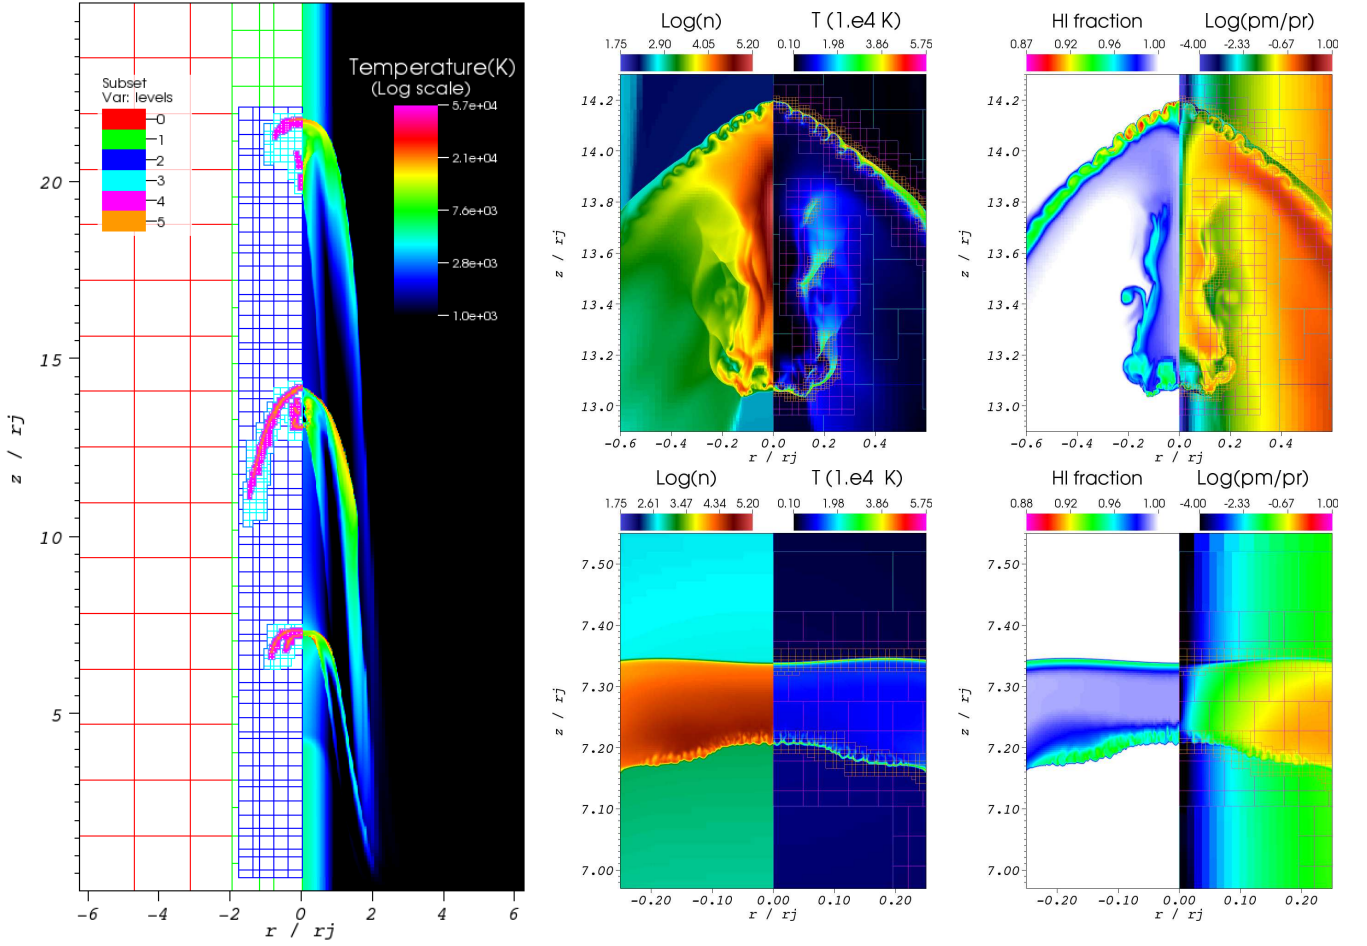 Subset
Var: levels
0
1
2
3
4
5
Temperature(K)
(Log scale)
5.7e+04
2.1e+04
7.6e+03
2.8e+03
1.0e+03
20
15
10
5
z / rj
-6 -4 -2 0 2 4 6
r / rj
Log(n) T (1.e4 K)
1.75 2.90 4.05 5.20 0.10 1.98 3.86 5.75
14.2
14.0
13.8
13.6
13.4
13.2
13.0
z / rj
-0.6 -0.4 -0.2 0.0 0.2 0.4
r / rj
HI fraction Log(pm/pr)
0.87 0.92 0.96 1.00 -4.00 -2.33 -0.67 1.00
14.2
14.0
13.8
13.6
13.4
13.2
13.0
z / rj
-0.6 -0.4 -0.2 0.0 0.2 0.4
r / rj
Log(n) T (1.e4 K)
1.75 2.61 3.47 4.34 5.20 0.10 1.98 3.86 5.75
7.50
7.40
7.30
7.20
7.10
7.00
z / rj
-0.20 -0.10 0.00 0.10 0.20
r / rj
HI fraction Log(pm/pr)
0.88 0.92 0.96 1.00 -4.00 -2.33 -0.67 1.00
7.50
7.40
7.30
7.20
7.10
7.00
z / rj
-0.20 -0.10 0.00 0.10 0.20
r / rj